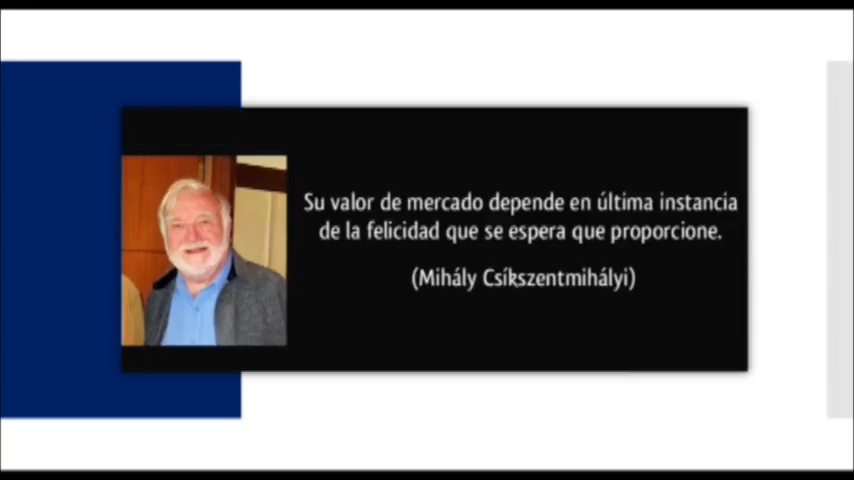 Su valor de mercado depende en última instancia
de la felicidad que se espera que proporcione.
(Mihály Csíkszentmihályi)